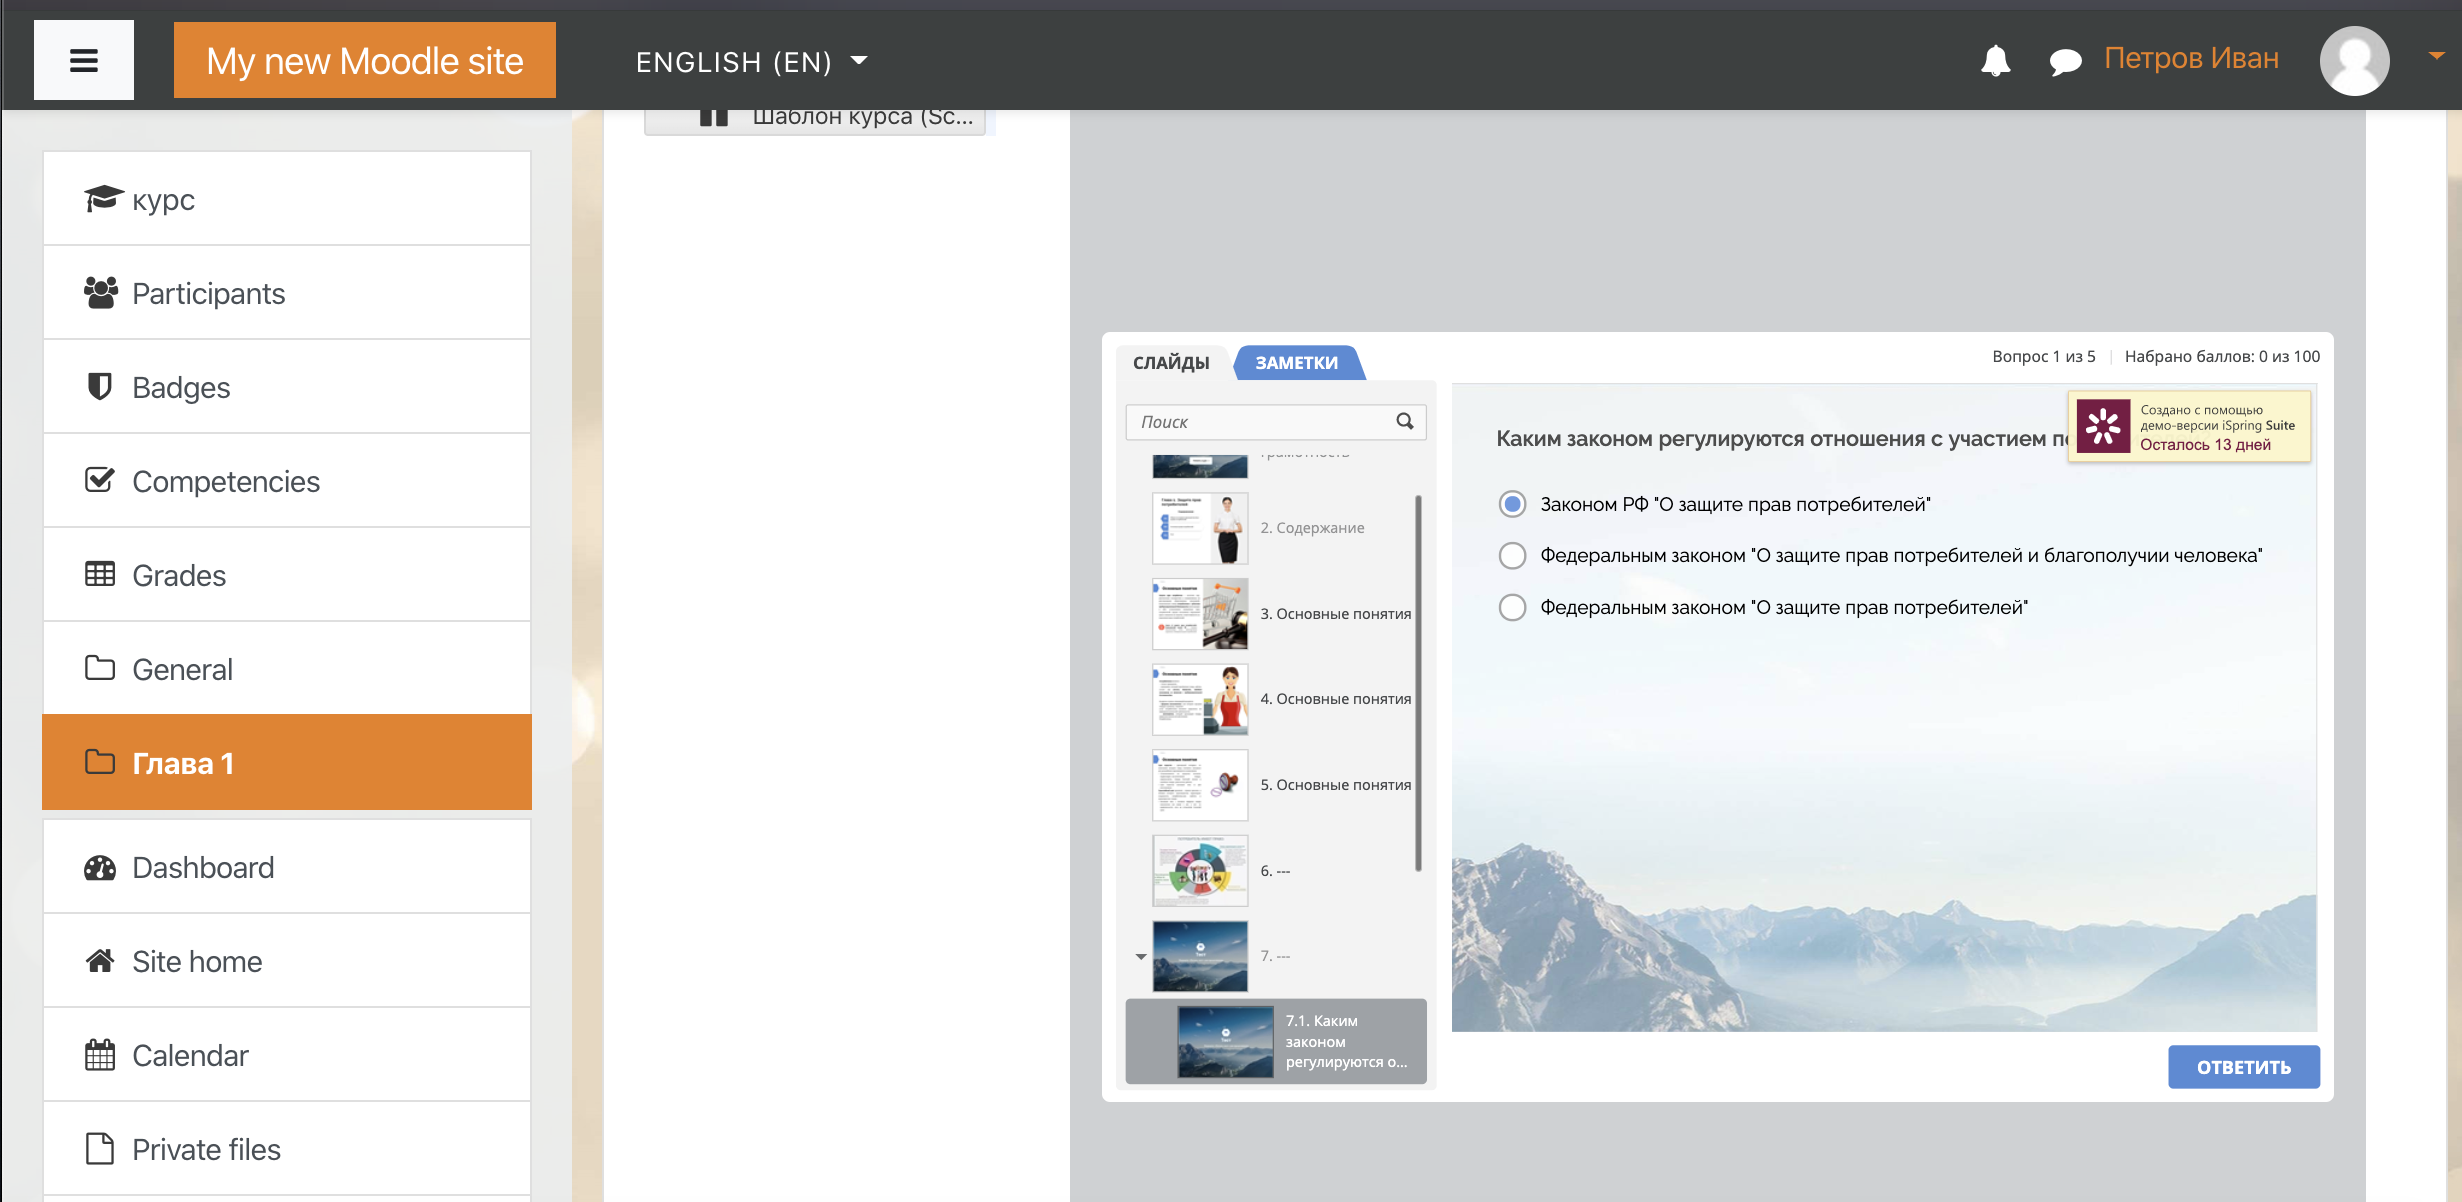 My new Moodle site
ENGLISH (EN)
Петров Иван
Шаблон курса (Sc...
курс
Participants
Badges
Competencies
Grades
General
Глава 1
Dashboard
Site home
Calendar
Private files
СЛАЙДЫ
ЗАМЕТКИ
Поиск
2. Содержание
3. Основные понятия
4. Основные понятия
5. Основные понятия
6. ---
7. ---
7.1. Каким
законом
регулируются о...
Вопрос 1 из 5
Набрано баллов: 0 из 100
Создано с помощью
демо-версии iSpring Suite
Осталось 13 дней
Каким законом регулируются отношения с участием
Законом РФ "О защите прав потребителей"
Федеральным законом "О защите прав потребителей и благополучии человека"
Федеральным законом "О защите прав потребителей"
ОТВЕТИТЬ